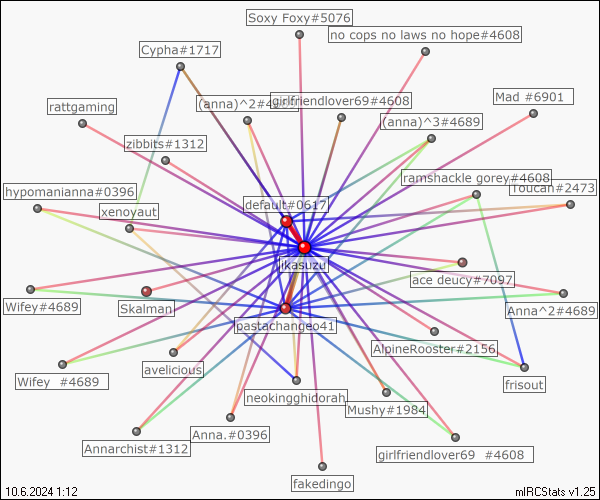 Soxy Foxy#5076
no cops no laws no hope#4608
Cypha#1717
rattgaming
(anna)^2#4689
girlfriendlover69#4608
Mad #6901
(anna)^3#4689
zibbits#1312
ramshackle gorey#4608
hypomanianna#0396
Toucan#2473
default#0617
xenoyaut
likasuzu
ace deucy#7097
Wifey#4689
Skalman
Anna^2#4689
pastachangeo41
AlpineRooster#2156
avelicious
Wifey #4689
frisout
neokingghidorah
Mushy#1984
Anna.#0396
Annarchist#1312
girlfriendlover69 #4608
fakedingo
10.6.2024 1:12
mIRCStats v1.25